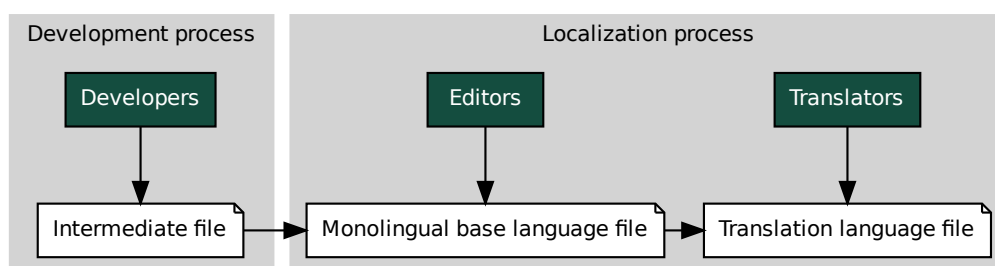 Development process
Localization process
Developers
Editors
Translators
Intermediate file
Monolingual base language file
Translation language file